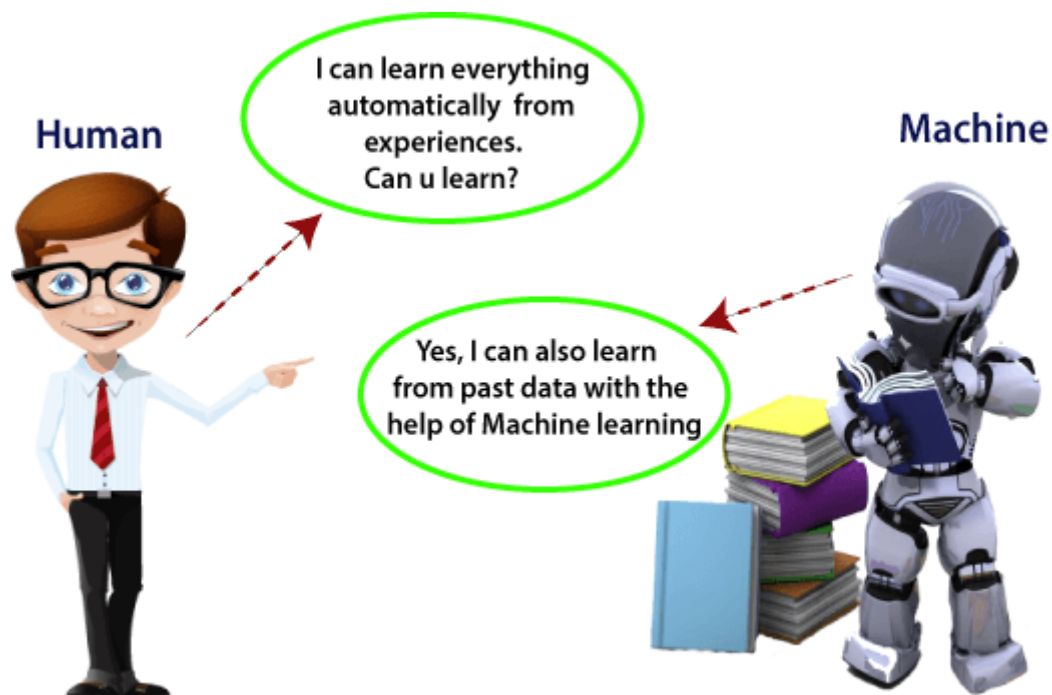 Human
I can learn everything
automatically from
experiences.
Can u learn?
Machine
Yes, I can also learn
from past data with the
help of Machine learning